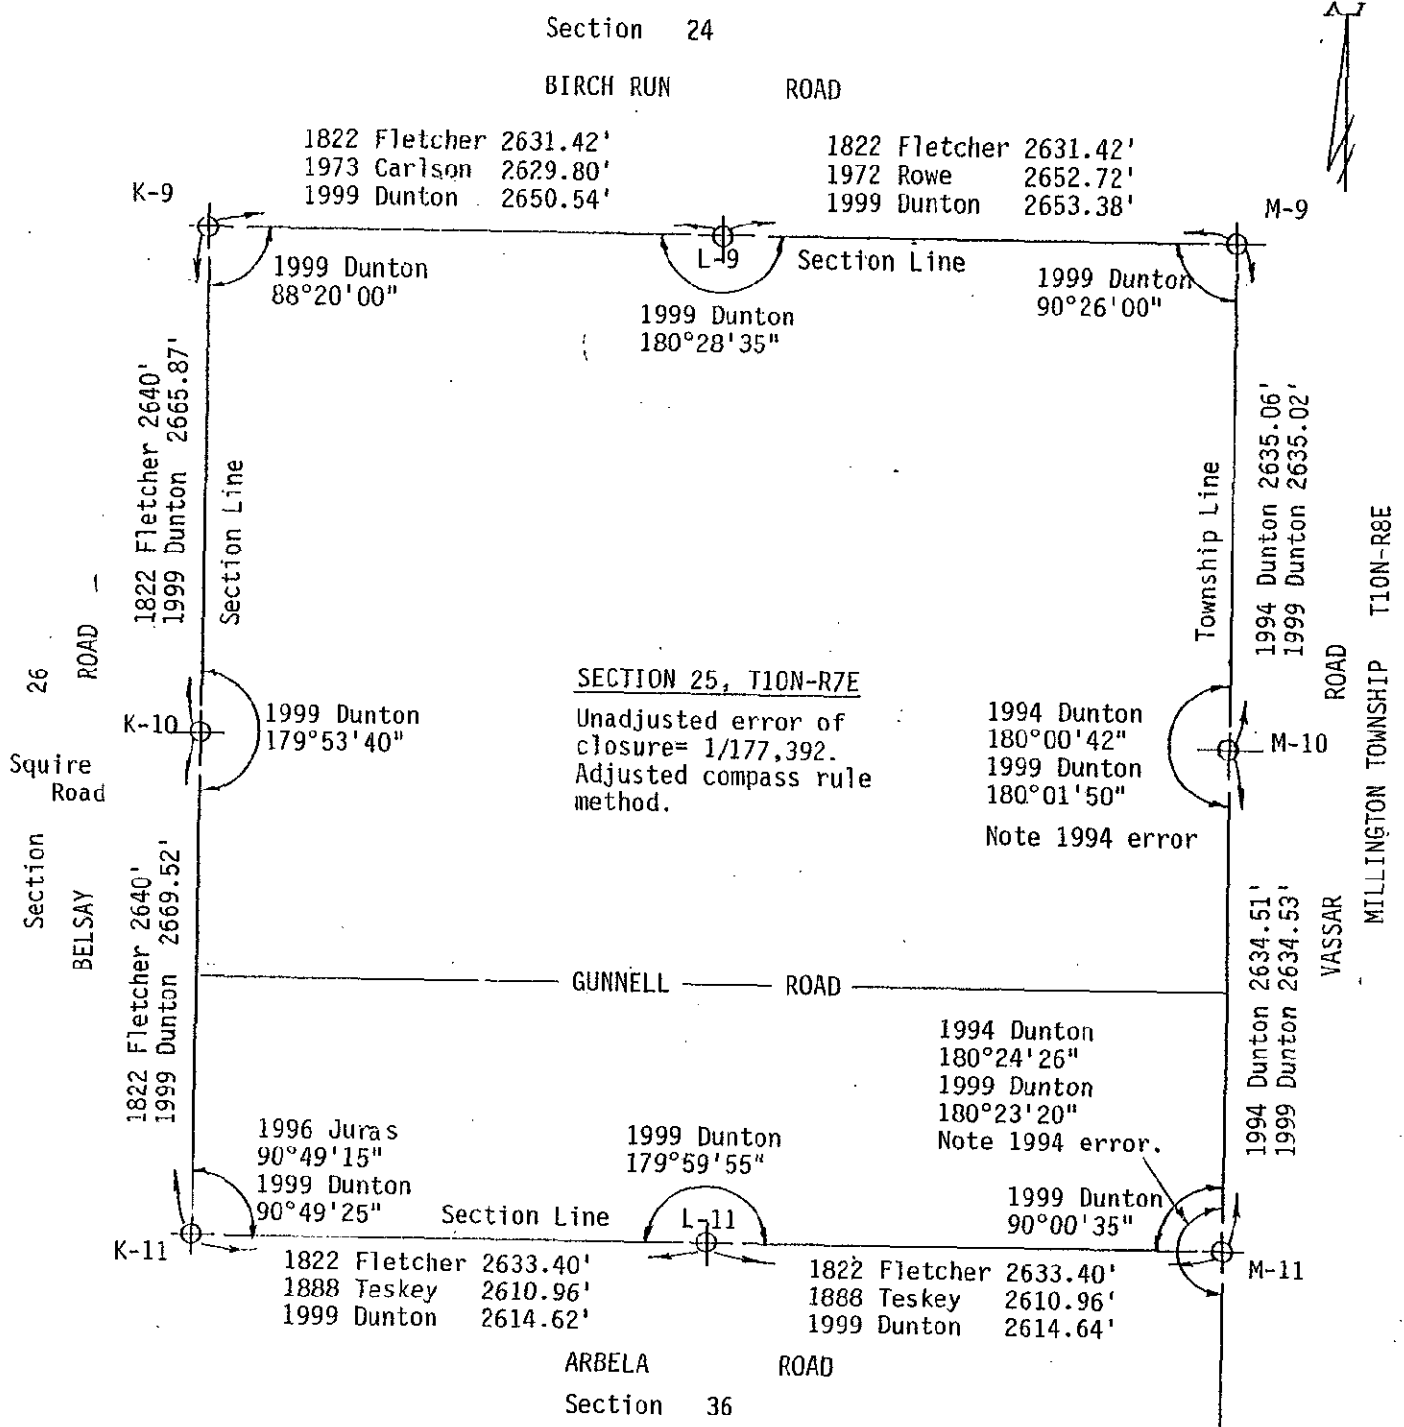 Section 24
BIRCH RUN ROAD
1822 Fletcher 2631.42'
1973 Carlson 2629.80'
1999 Dunton 2650.54'
1822 Fletcher 2631.42'
1972 Rowe 2652.72'
1999 Dunton 2653.38'
K-9
M-9
L-9
Section Line
1999 Dunton
88°20'00"
1999 Dunton
180°28'35"
1999 Dunton
90°26'00"
1822 Fletcher 2640'
1999 Dunton 2665.87'
Section Line
Township Line
1994 Dunton 2635.06'
1999 Dunton 2635.02'
MILLINGTON TOWNSHIP T10N-R8E
VASSAR ROAD
Section 26
BELSAY ROAD
Squire
Road
K-10
1999 Dunton
179°53'40"
SECTION 25, T10N-R7E
Unadjusted error of
closure= 1/177,392.
Adjusted compass rule
method.
1994 Dunton
180°00'42"
1999 Dunton
180°01'50"
Note 1994 error
M-10
1822 Fletcher 2640'
1999 Dunton 2669.52'
GUNNELL ROAD
1994 Dunton 2634.51'
1999 Dunton 2634.53'
1994 Dunton
180°24'26"
1999 Dunton
180°23'20"
Note 1994 error.
1996 Juras
90°49'15"
1999 Dunton
90°49'25"
1999 Dunton
179°59'55"
1999 Dunton
90°00'35"
Section Line
L-11
K-11
M-11
1822 Fletcher 2633.40'
1888 Teskey 2610.96'
1999 Dunton 2614.62'
1822 Fletcher 2633.40'
1888 Teskey 2610.96'
1999 Dunton 2614.64'
ARBELA ROAD
Section 36